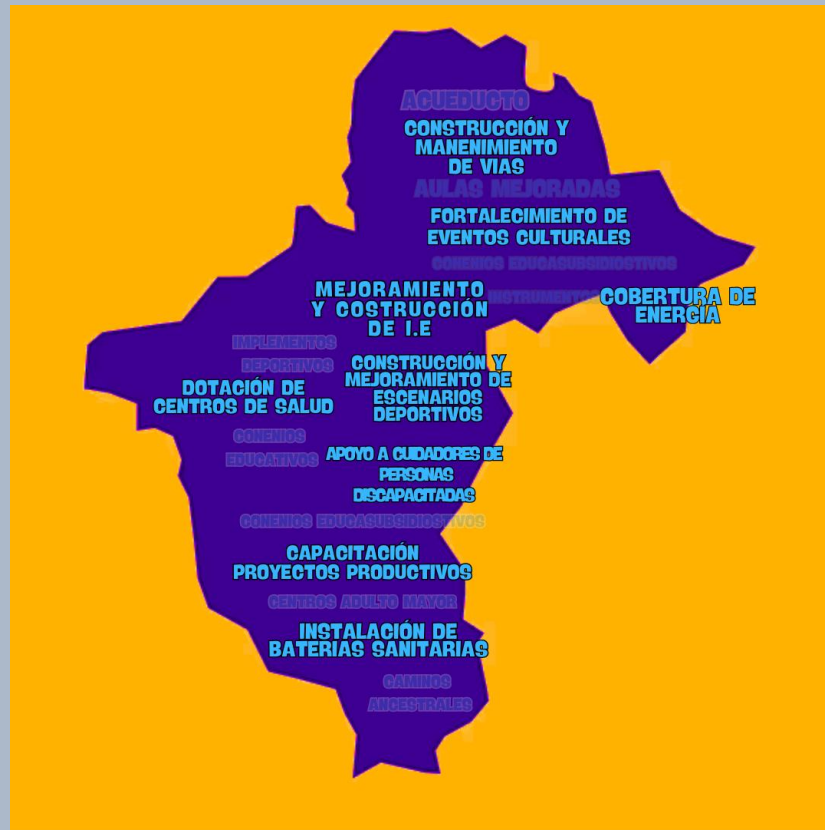 ACUEDUCTO
CONSTRUCCIÓN Y
MANENIMIENTO
DE VIAS
AULAS MEJORADAS
FORTALECIMIENTO DE
EVENTOS CULTURALES
CONENIOS EDUCASUBSIDIOSTIVOS
INSTRUMENTOS
COBERTURA DE
ENERGÍA
MEJORAMIENTO
Y COSTRUCCIÓN
DE I.E
IMPLEMENTOS
DEPORTIVOS
CONSTRUCCIÓN Y
MEJORAMIENTO DE
ESCENARIOS
DEPORTIVOS
DOTACIÓN DE
CENTROS DE SALUD
CONENIOS
EDUCATIVOS
APOYO A CUIDADORES DE
PERSONAS
DISCAPACITADAS
CONENIOS EDUCASUBSIDIOSTIVOS
CAPACITACIÓN
PROYECTOS PRODUCTIVOS
CENTROS ADULTO MAYOR
INSTALACIÓN DE
BATERIAS SANITARIAS
CAMINOS
ANCESTRALES